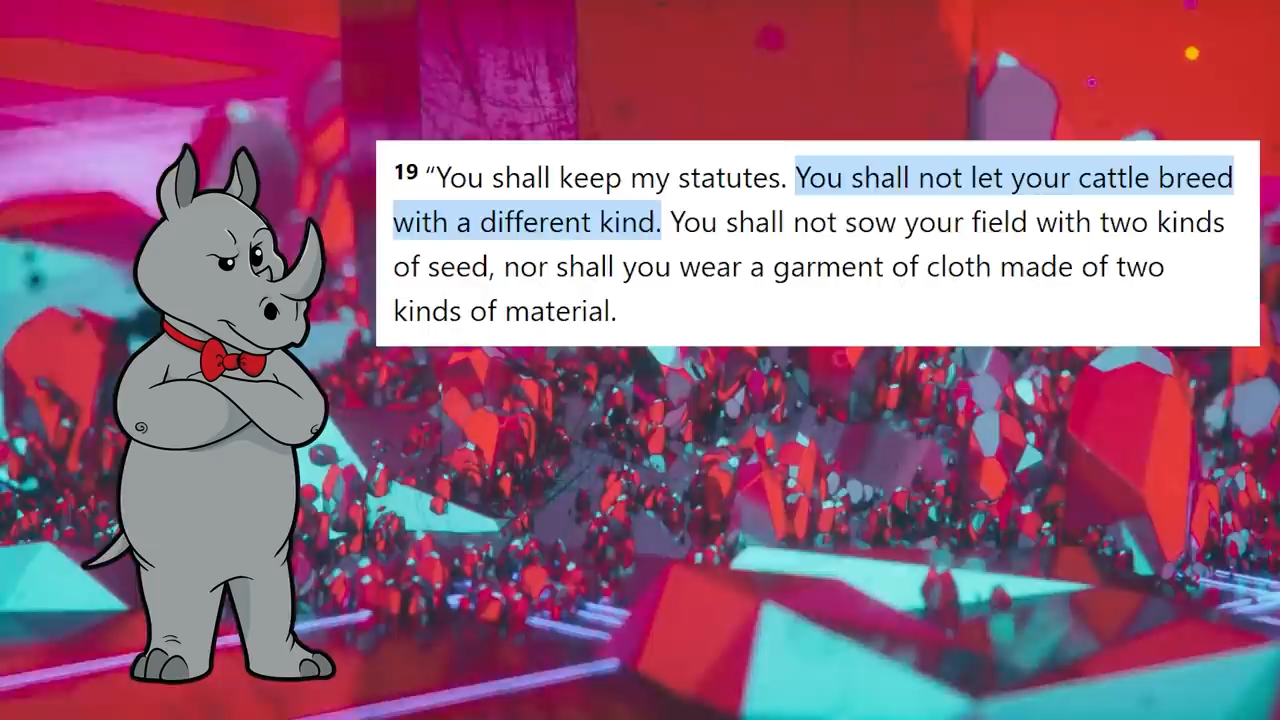 19 “You shall keep my statutes. You shall not let your cattle breed
with a different kind. You shall not sow your field with two kinds
of seed, nor shall you wear a garment of cloth made of two
kinds of material.